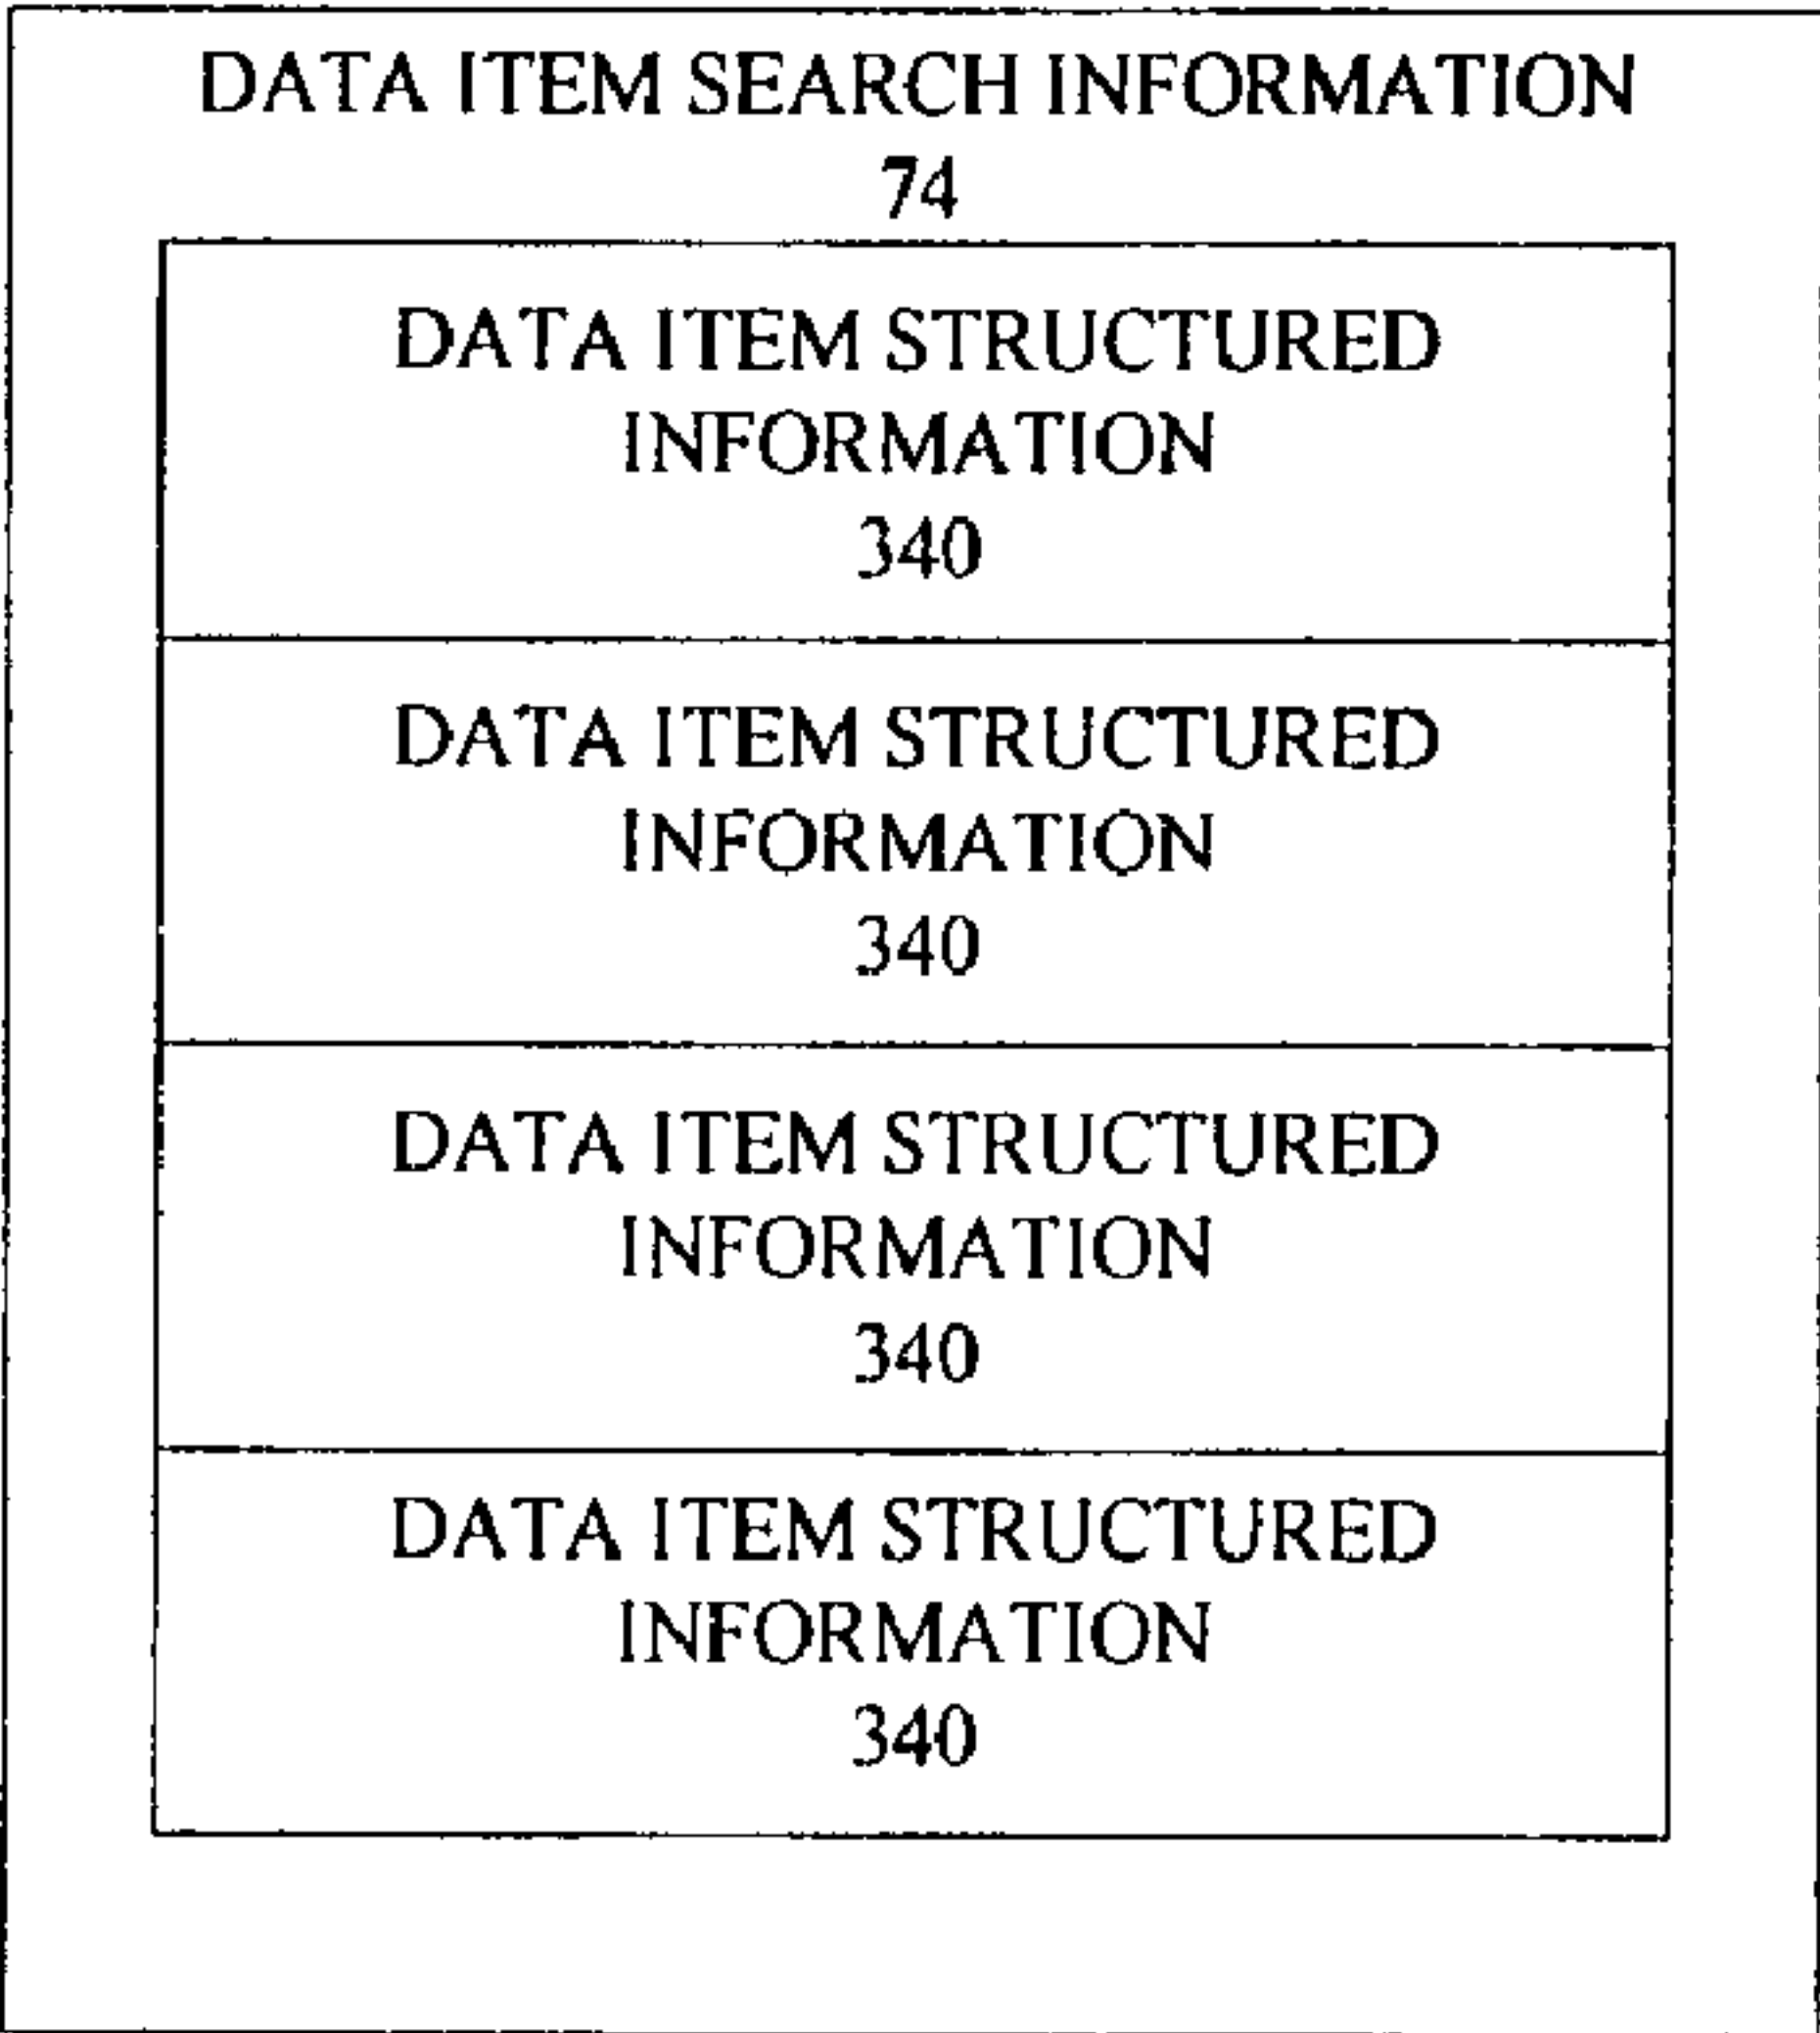 DATA ITEM SEARCH INFORMATION
74
DATA ITEM STRUCTURED
INFORMATION
340
DATA ITEM STRUCTURED
INFORMATION
340
DATA ITEM STRUCTURED
INFORMATION
340
DATA ITEM STRUCTURED
INFORMATION
340